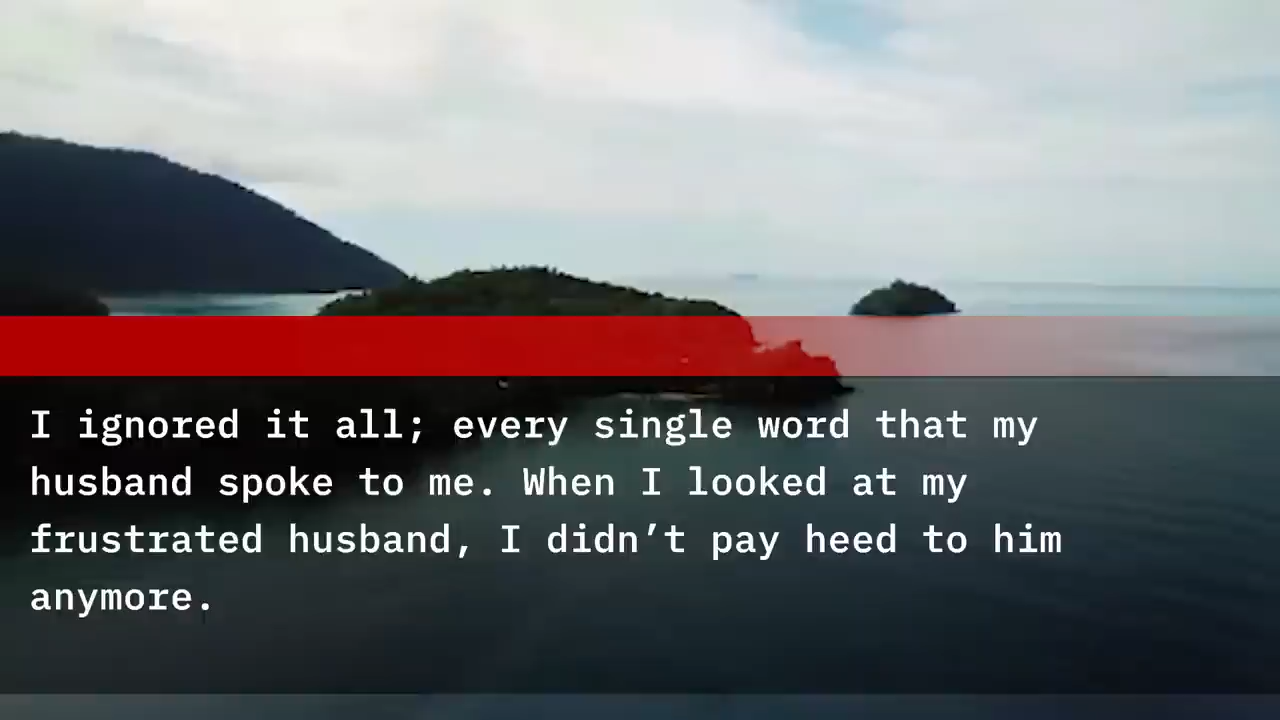 I ignored it all; every single word that my
husband spoke to me. When I looked at my
frustrated husband, I didn’t pay heed to him
anymore.